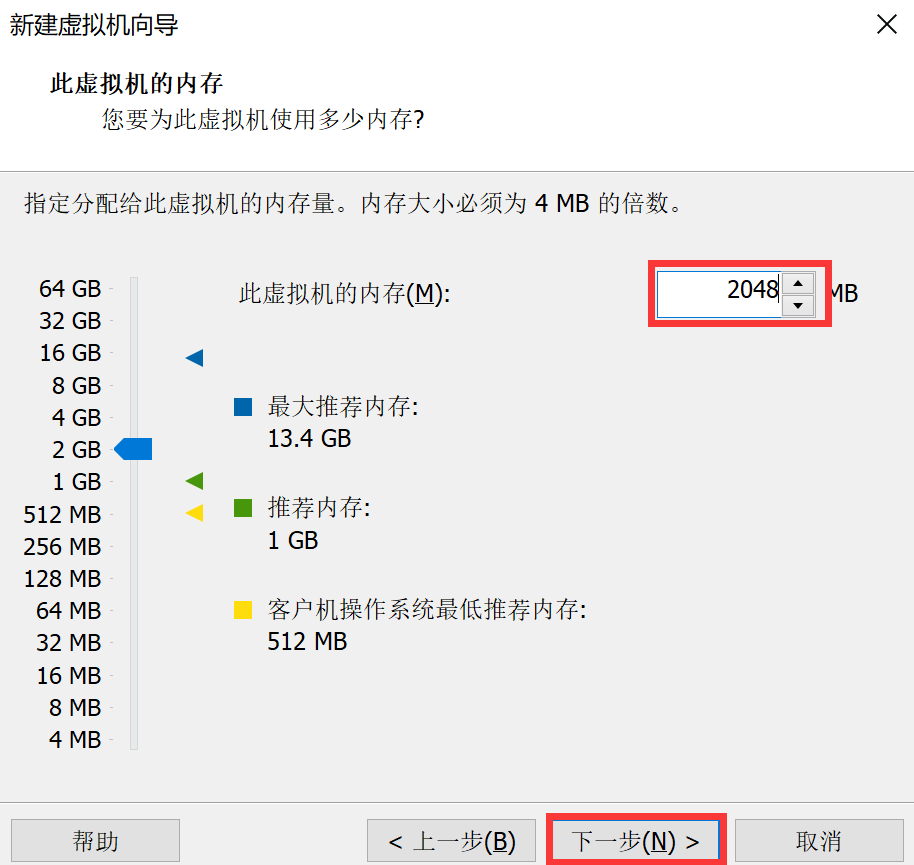 新建虚拟机向导
此虚拟机的内存
您要为此虚拟机使用多少内存?
指定分配给此虚拟机的内存量。内存大小必须为 4 MB 的倍数。
64 GB
32 GB
16 GB
8 GB
4 GB
2 GB
1 GB
512 MB
256 MB
128 MB
64 MB
32 MB
16 MB
8 MB
4 MB
此虚拟机的内存(M): 2048 MB
最大推荐内存:
13.4 GB
推荐内存:
1 GB
客户机操作系统最低推荐内存:
512 MB
帮助 < 上一步(B) 下一步(N) > 取消